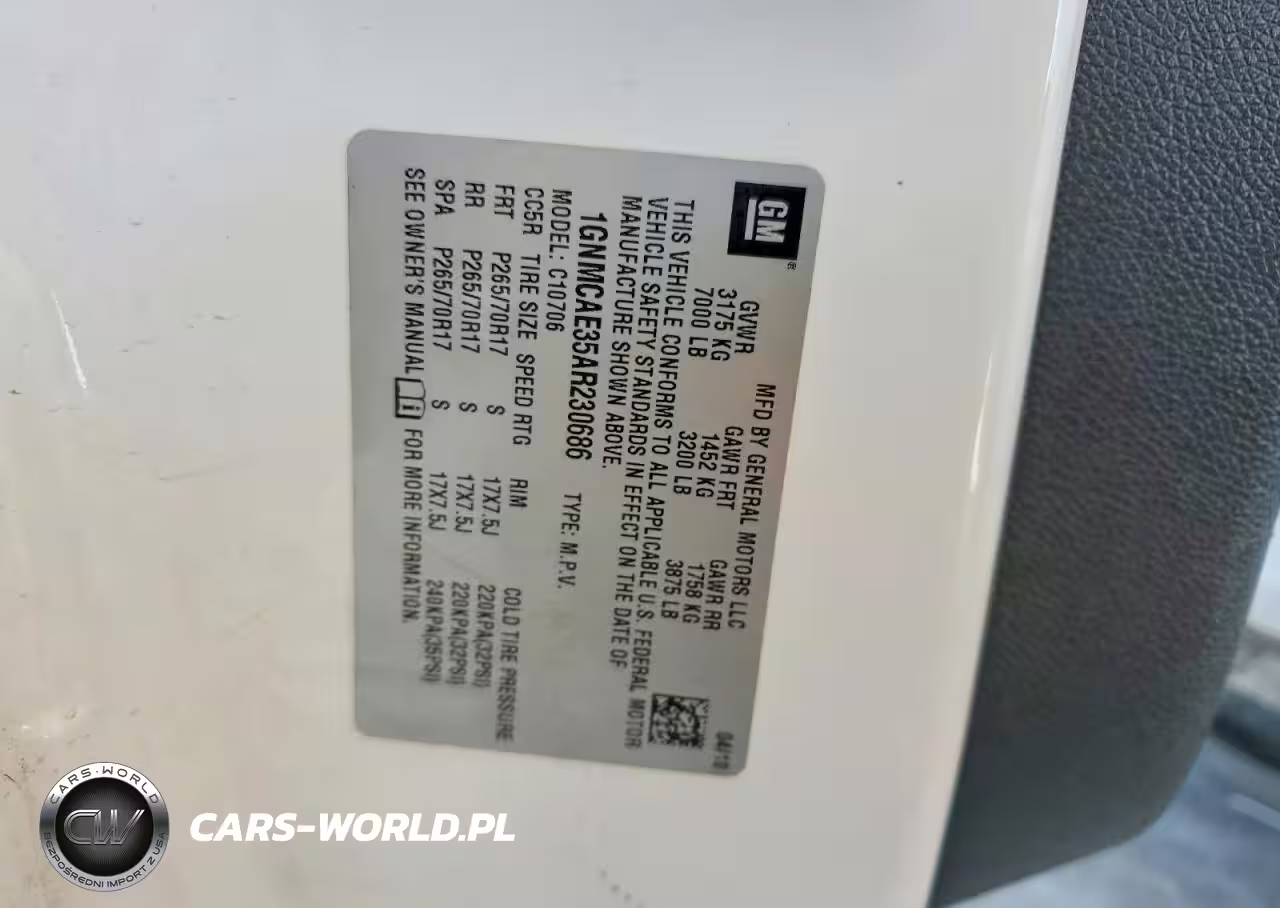 GM®
MFD BY GENERAL MOTORS LLC 04/10
GVWR GAWR FRT GAWR RR
3175 KG 1452 KG 1758 KG
7000 LB 3200 LB 3875 LB
THIS VEHICLE CONFORMS TO ALL APPLICABLE U.S. FEDERAL MOTOR
VEHICLE SAFETY STANDARDS IN EFFECT ON THE DATE OF
MANUFACTURE SHOWN ABOVE.
1GNMCAE35AR230686 TYPE: M.P.V.
MODEL: C10706
CC5R TIRE SIZE SPEED RTG RIM COLD TIRE PRESSURE
FRT P265/70R17 S 17X7.5J 220KPA(32PSI)
RR P265/70R17 S 17X7.5J 220KPA(32PSI)
SPA P265/70R17 S 17X7.5J 240KPA(35PSI)
SEE OWNER'S MANUAL FOR MORE INFORMATION.
CARS-WORLD
CW
BEZPOŚREDNI IMPORT Z USA
CARS-WORLD.PL